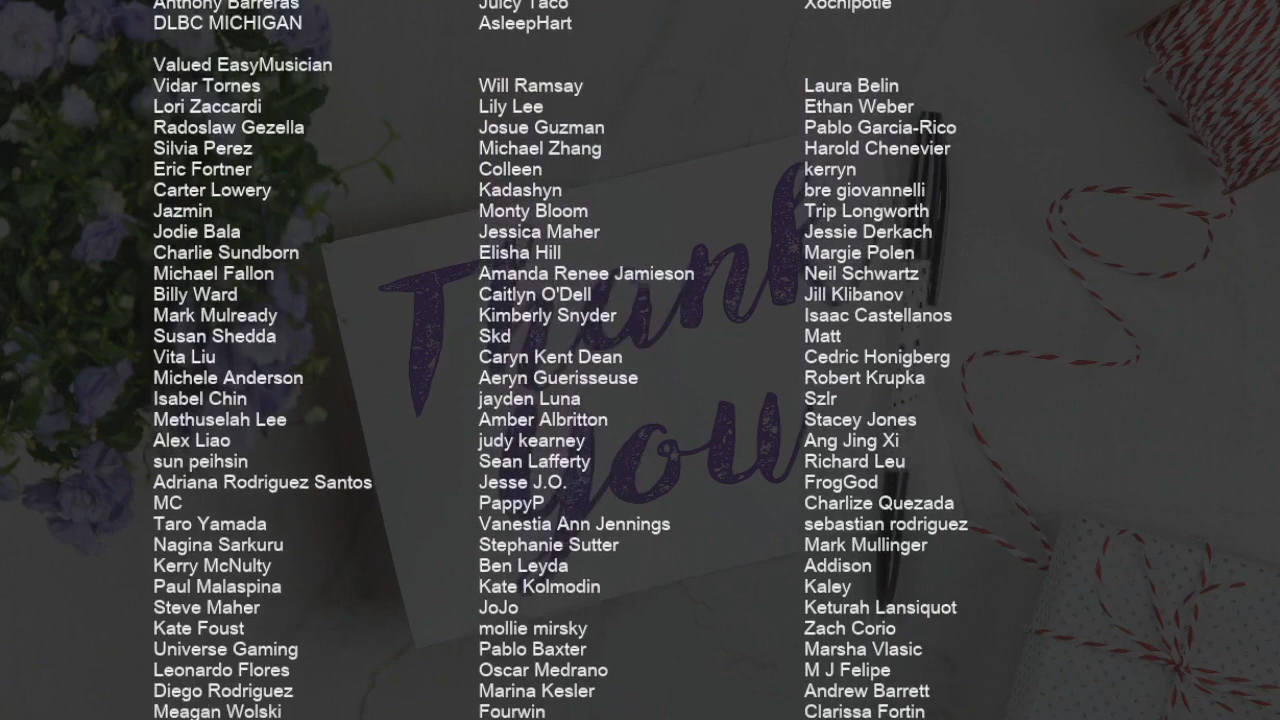 Anthony Barreras Juicy Taco Xochipotle
DLBC MICHIGAN AsleepHart
Valued EasyMusician
Vidar Tornes Will Ramsay Laura Belin
Lori Zaccardi Lily Lee Ethan Weber
Radoslaw Gezella Josue Guzman Pablo Garcia-Rico
Silvia Perez Michael Zhang Harold Chenevier
Eric Fortner Colleen kerryn
Carter Lowery Kadashyn bre giovannelli
Jazmin Monty Bloom Trip Longworth
Jodie Bala Jessica Maher Jessie Derkach
Charlie Sundborn Elisha Hill Margie Polen
Michael Fallon Amanda Renee Jamieson Neil Schwartz
Billy Ward Caitlyn O'Dell Jill Klibanov
Mark Mulready Kimberly Snyder Isaac Castellanos
Susan Shedda Skd Matt
Vita Liu Caryn Kent Dean Cedric Honigberg
Michele Anderson Aeryn Guerisseuse Robert Krupka
Isabel Chin jayden Luna Szlr
Methuselah Lee Amber Albritton Stacey Jones
Alex Liao judy kearney Ang Jing Xi
sun peihsin Sean Lafferty Richard Leu
Adriana Rodriguez Santos Jesse J.O. FrogGod
MC PappyP Charlize Quezada
Taro Yamada Vanestia Ann Jennings sebastian rodriguez
Nagina Sarkuru Stephanie Sutter Mark Mullinger
Kerry McNulty Ben Leyda Addison
Paul Malaspina Kate Kolmodin Kaley
Steve Maher JoJo Keturah Lansiquot
Kate Foust mollie mirsky Zach Corio
Universe Gaming Pablo Baxter Marsha Vlasic
Leonardo Flores Oscar Medrano M J Felipe
Diego Rodriguez Marina Kesler Andrew Barrett
Meagan Wolski Fourwin Clarissa Fortin
Thank
you